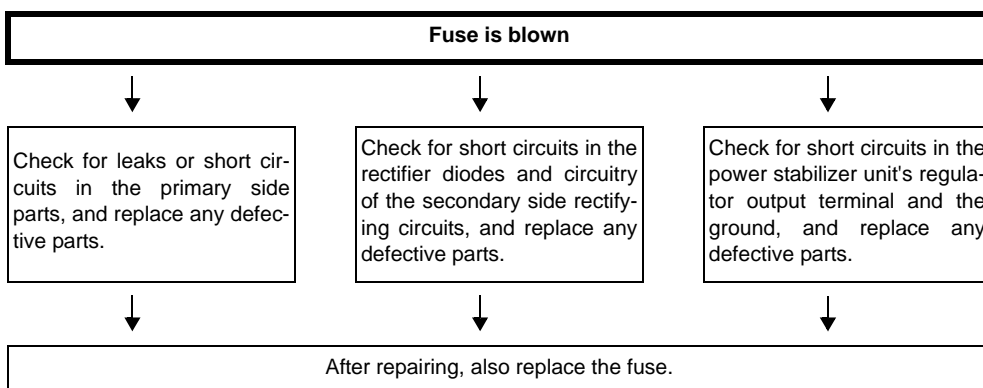 Fuse is blown
Check for leaks or short cir-
cuits in the primary side
parts, and replace any defec-
tive parts.
Check for short circuits in the
rectifier diodes and circuitry
of the secondary side rectify-
ing circuits, and replace any
defective parts.
Check for short circuits in the
power stabilizer unit's regula-
tor output terminal and the
ground, and replace any
defective parts.
After repairing, also replace the fuse.